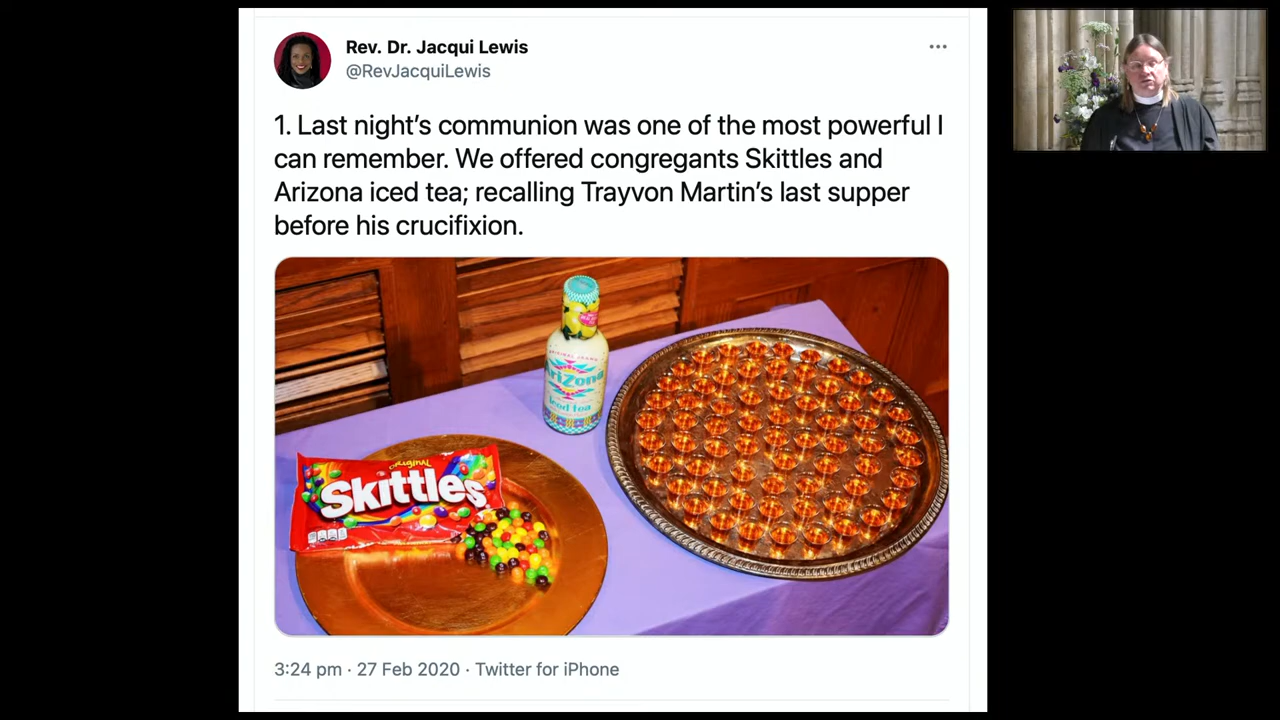 Rev. Dr. Jacqui Lewis
@RevJacquiLewis
1. Last night's communion was one of the most powerful I
can remember. We offered congregants Skittles and
Arizona iced tea; recalling Trayvon Martin's last supper
before his crucifixion.
AriZona
Iced tea
ORIGINAL
Skittles
3:24 pm · 27 Feb 2020 · Twitter for iPhone